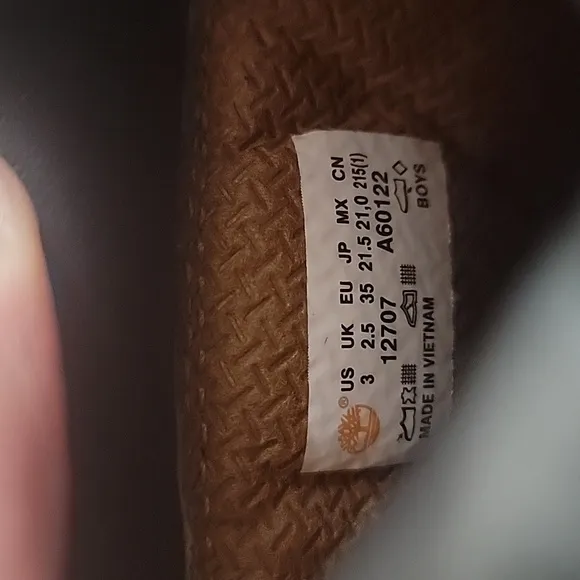 ® US UK EU JP MX CN
3 2.5 35 21.5 21,0 215(1)
12707 A60122
BOYS
MADE IN VIETNAM